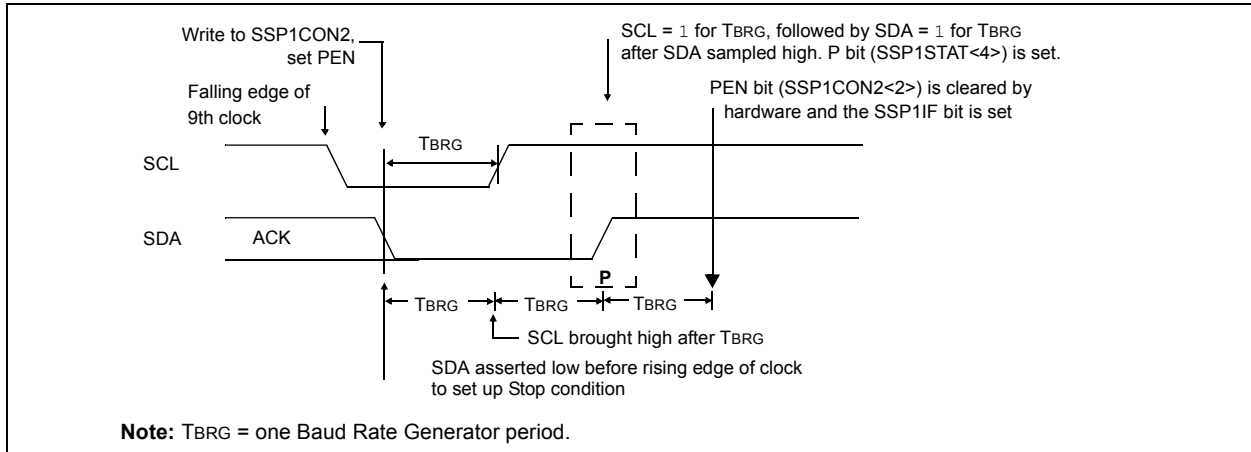 Write to SSP1CON2,
set PEN
SCL = 1 for TBRG, followed by SDA = 1 for TBRG
after SDA sampled high. P bit (SSP1STAT<4>) is set.
Falling edge of
9th clock
PEN bit (SSP1CON2<2>) is cleared by
hardware and the SSP1IF bit is set
TBRG
SCL
SDA
ACK
P
TBRG
TBRG
TBRG
SCL brought high after TBRG
SDA asserted low before rising edge of clock
to set up Stop condition
Note: TBRG = one Baud Rate Generator period.